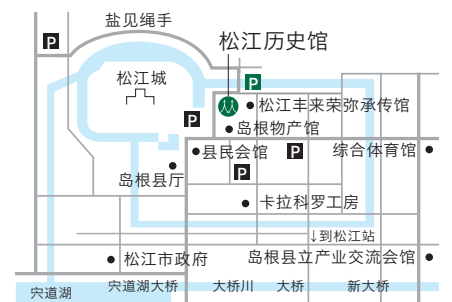 盐见绳手
P
松江历史馆
松江城
P
松江丰来荣弥承传馆
P
岛根物产馆
县民会馆
P
综合体育馆
P
岛根县厅
卡拉科罗工房
↓到松江站
松江市政府
岛根县立产业交流会馆
宍道湖
宍道湖大桥
大桥川
大桥
新大桥